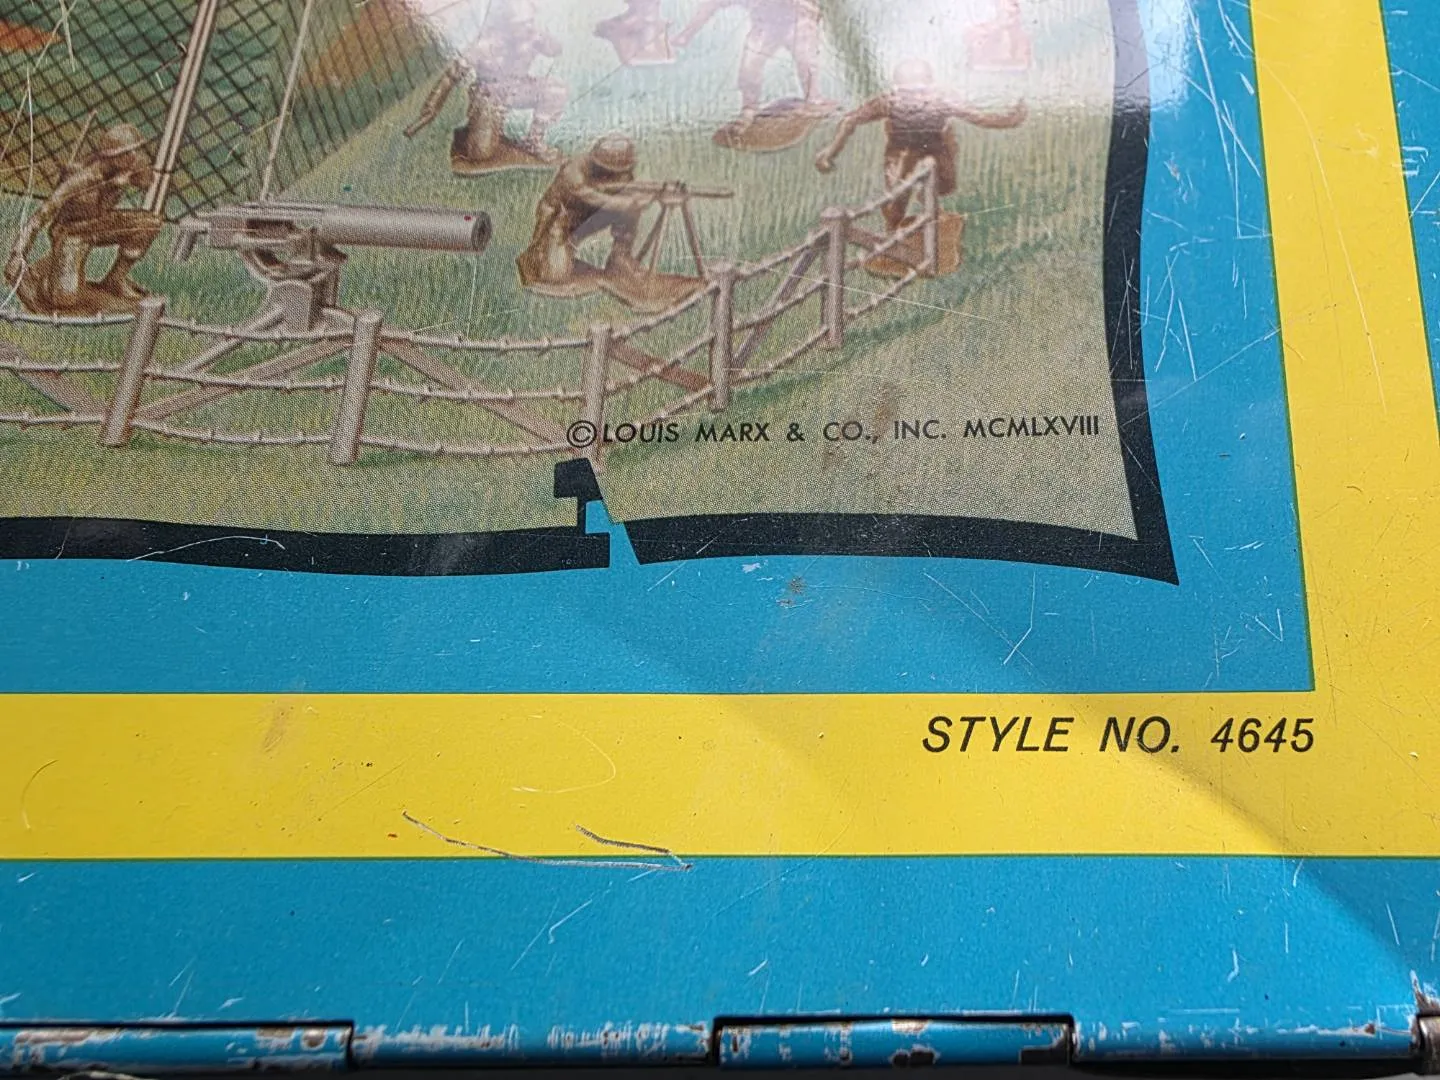 © LOUIS MARX & CO., INC. MCMLXVIII
STYLE NO. 4645